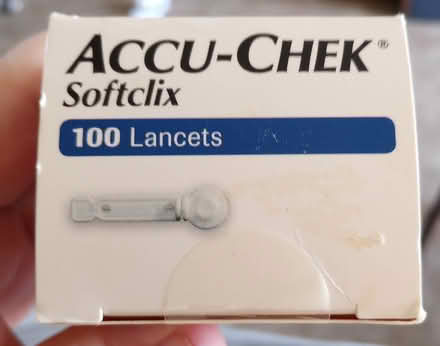 ACCU-CHEK®
Softclix
100 Lancets